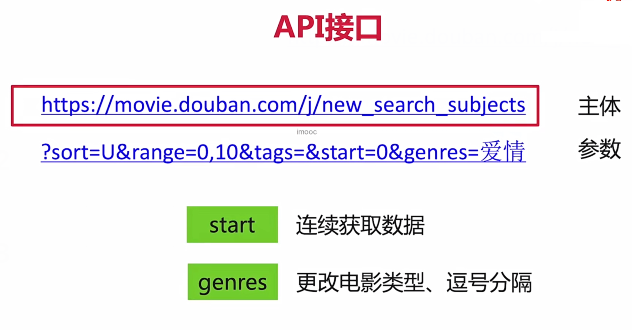 API接口
https://movie.douban.com/j/new_search_subjects 主体
imooc
?sort=U&range=0,10&tags=&start=0&genres=爱情 参数
start 连续获取数据
genres 更改电影类型、逗号分隔